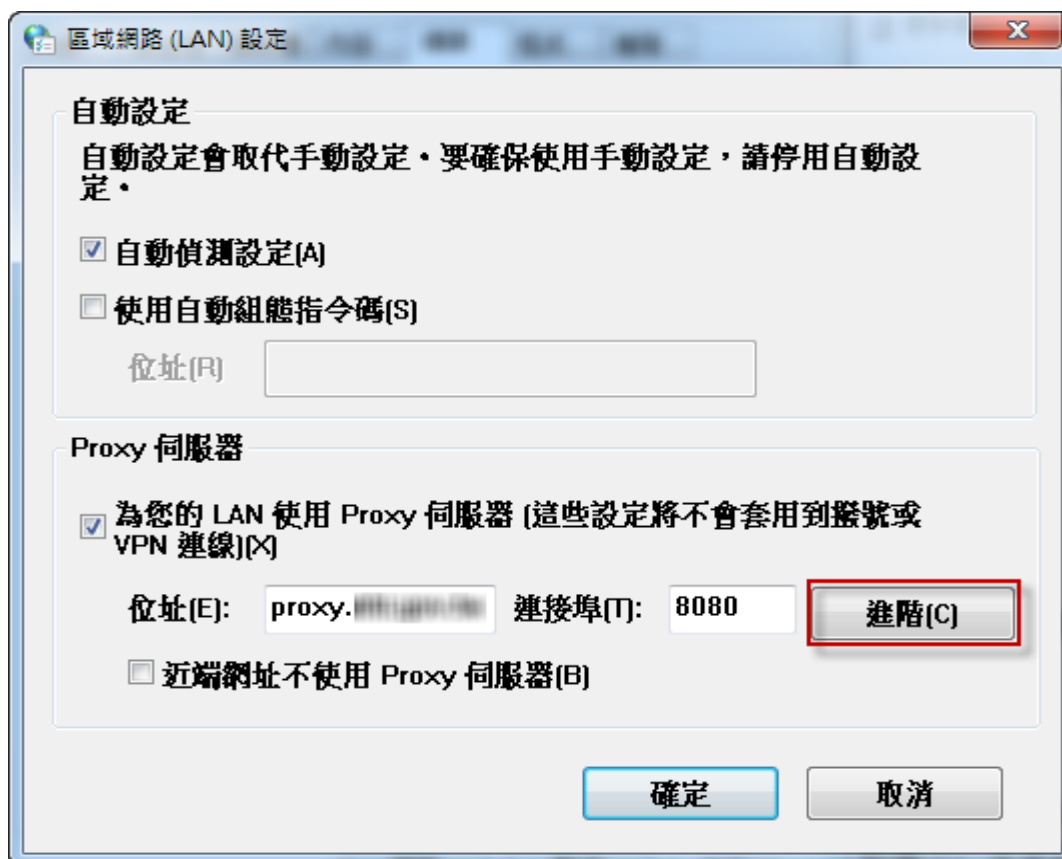 區域網路 (LAN) 設定
自動設定
自動設定會取代手動設定。要確保使用手動設定，請停用自動設
定。
自動偵測設定(A)
使用自動組態指令碼(S)
位址(R)
Proxy 伺服器
為您的 LAN 使用 Proxy 伺服器 (這些設定將不會套用到撥號或
VPN 連線)(X)
位址(E): proxy. 連接埠(T): 8080 進階(C)
近端網址不使用 Proxy 伺服器(B)
確定 取消